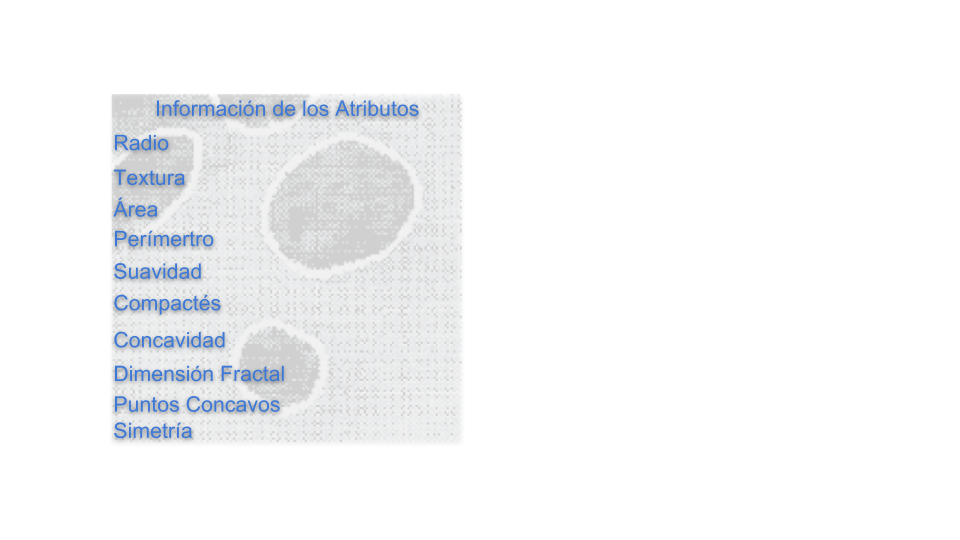 Información de los Atributos
Radio
Textura
Área
Perímertro
Suavidad
Compactés
Concavidad
Dimensión Fractal
Puntos Concavos
Simetría